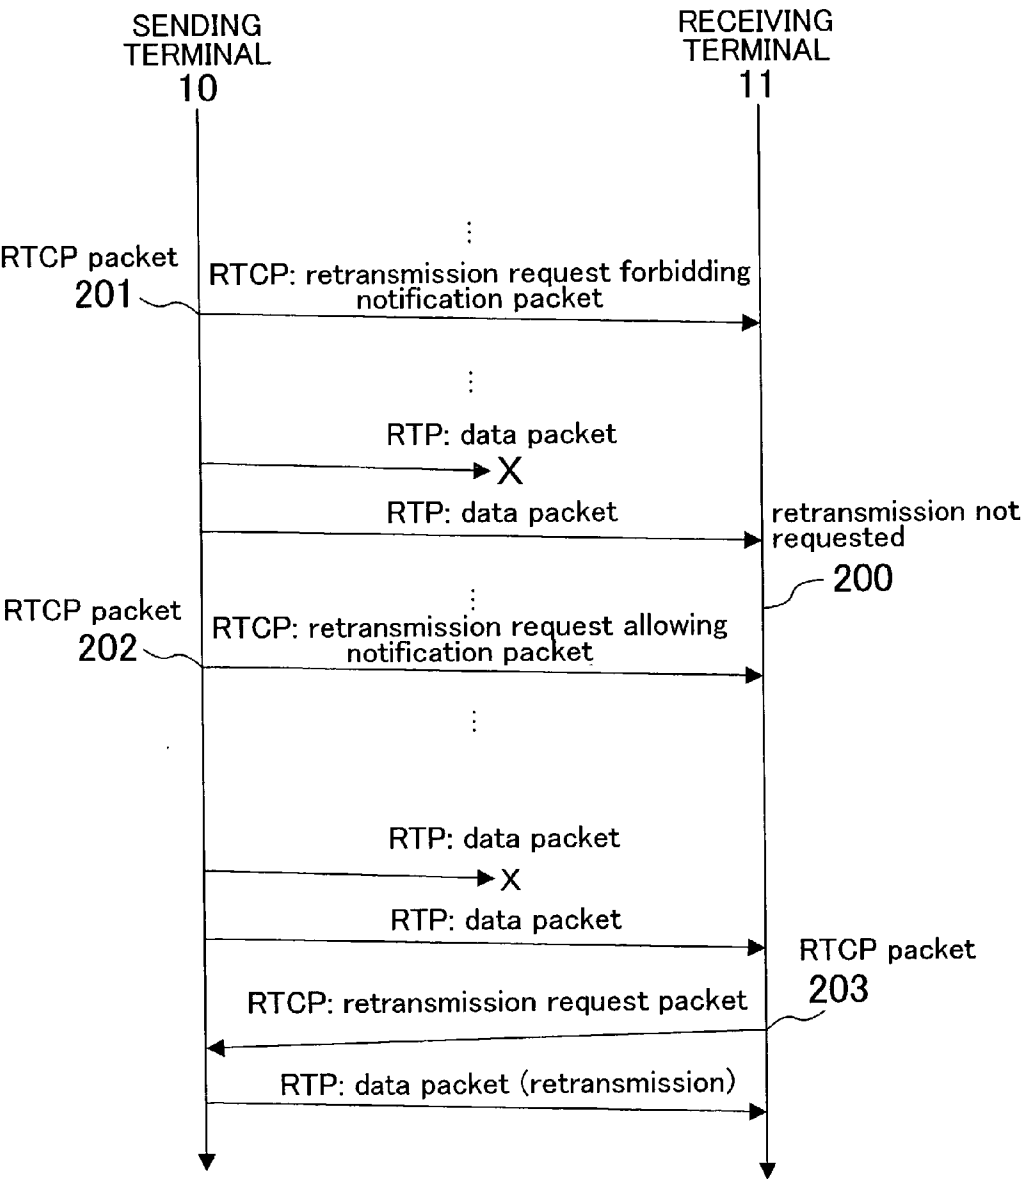 SENDING
TERMINAL
10
RECEIVING
TERMINAL
11
RTCP packet
201
RTCP: retransmission request forbidding
notification packet
RTP: data packet
X
RTP: data packet
retransmission not
requested
200
RTCP packet
202
RTCP: retransmission request allowing
notification packet
RTP: data packet
X
RTP: data packet
RTCP packet
203
RTCP: retransmission request packet
RTP: data packet (retransmission)